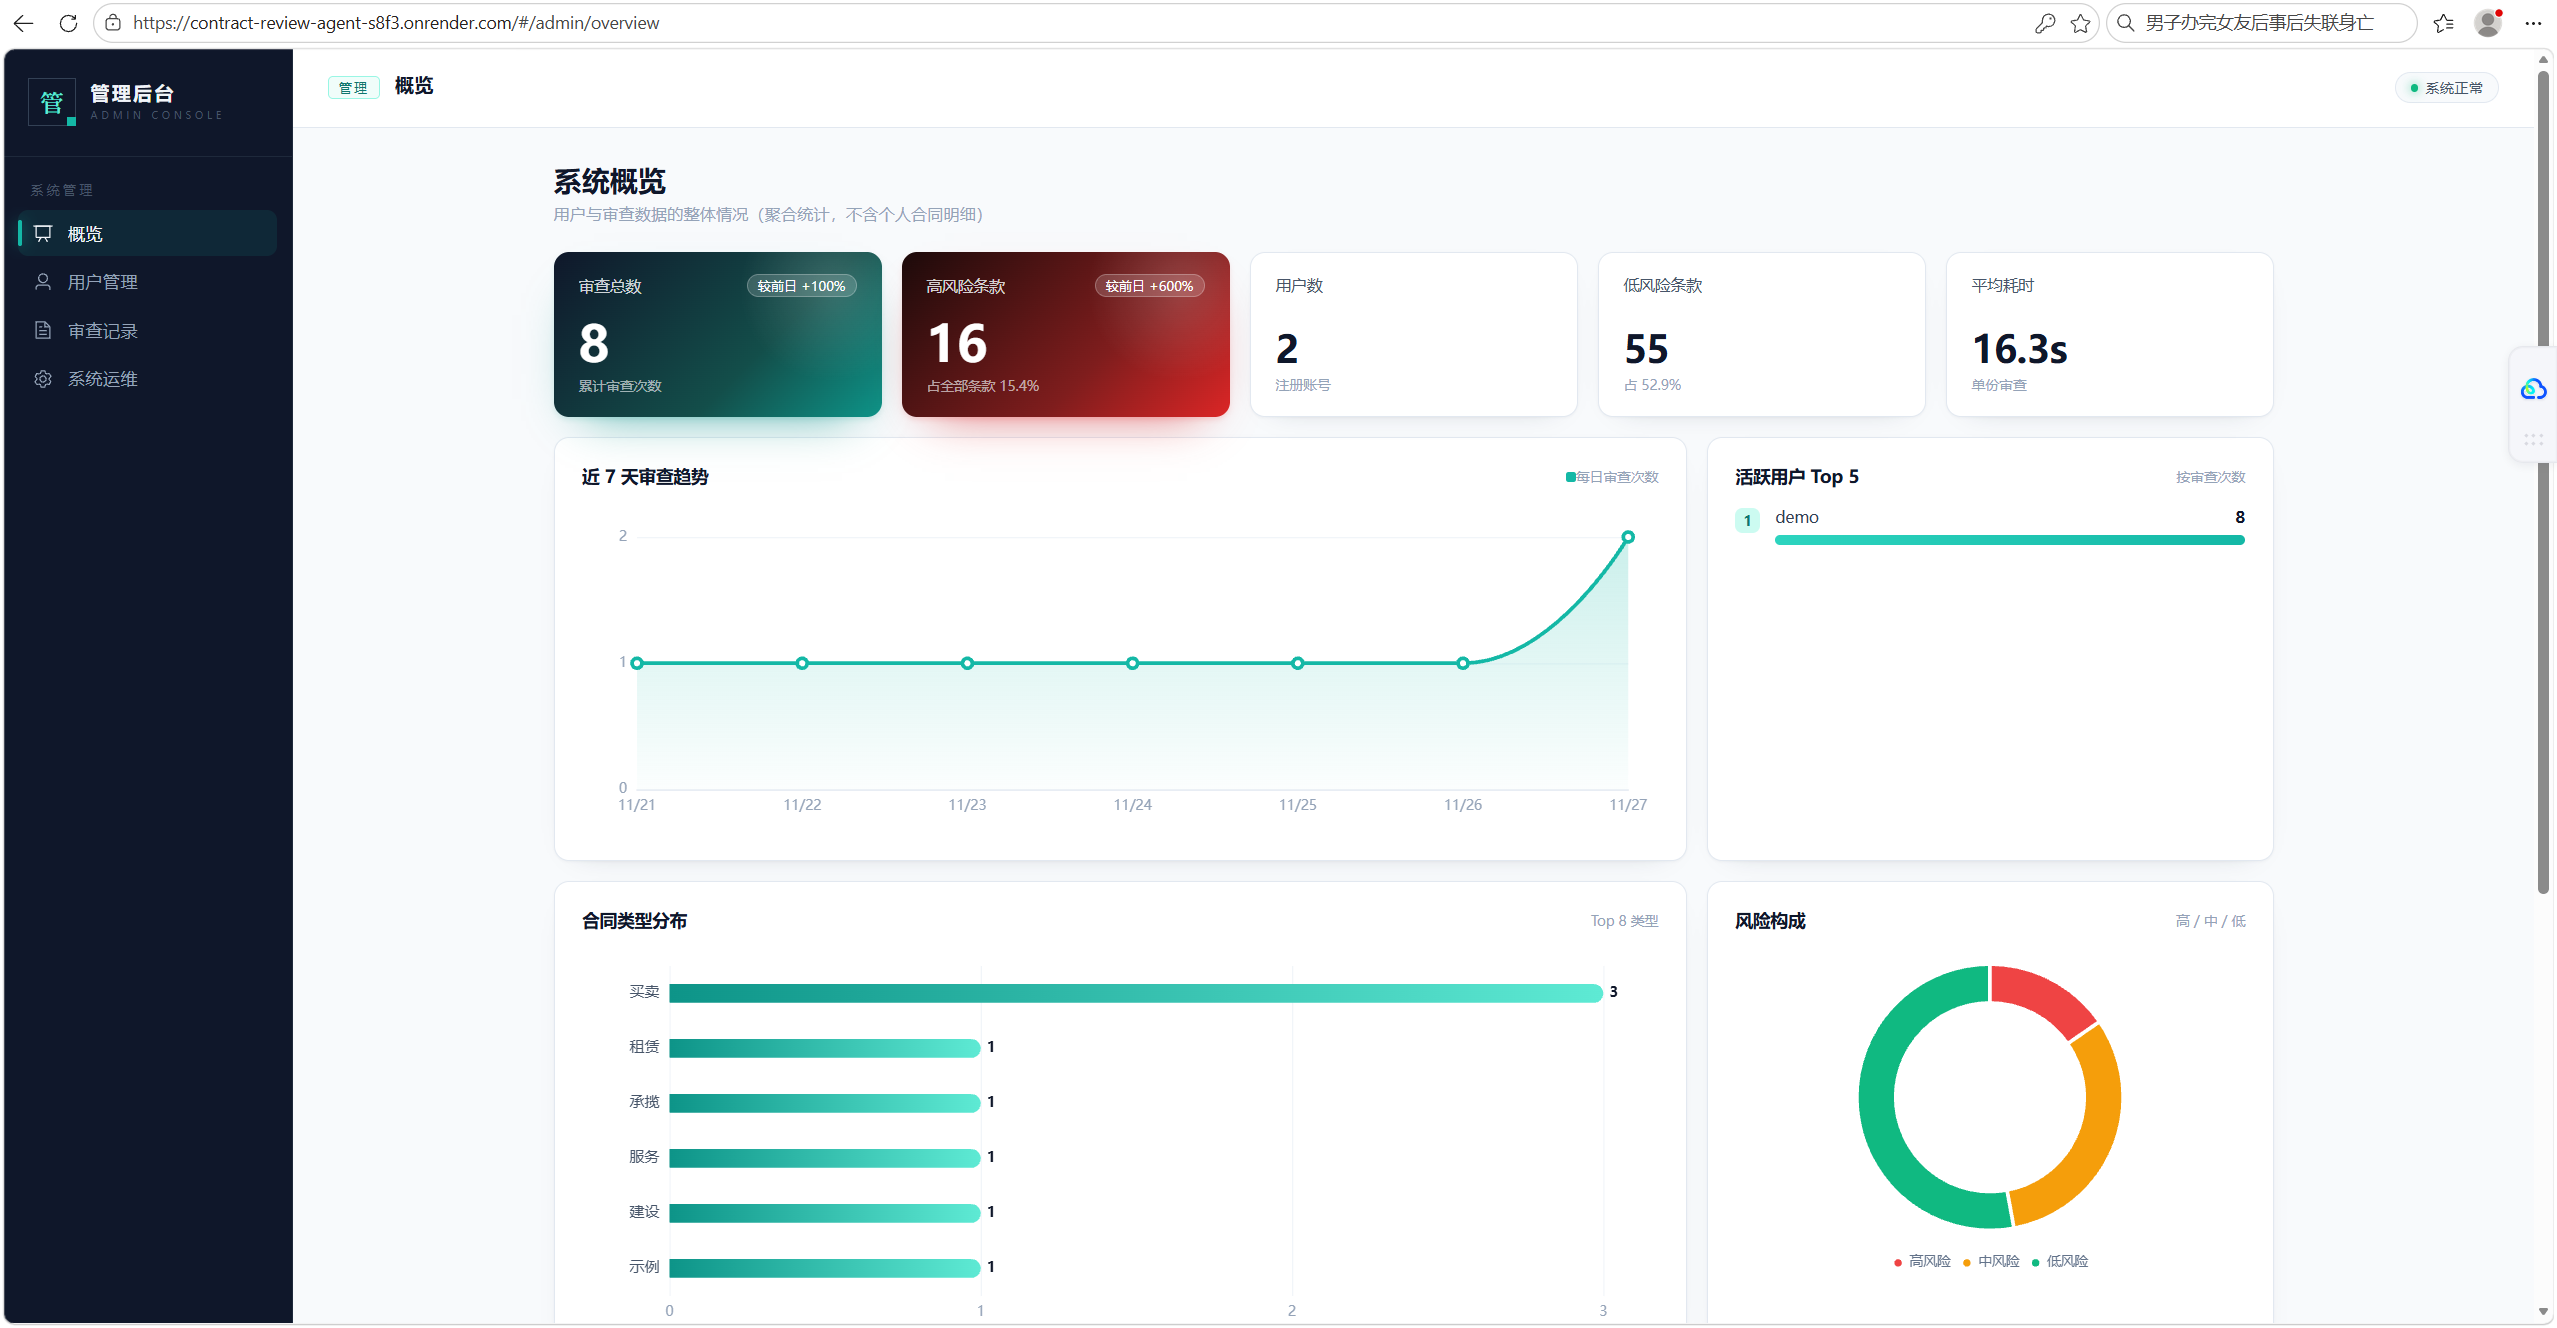 https://contract-review-agent-s8f3.onrender.com/#/admin/overview
男子办完女友后事后失联身亡
管
管理后台
ADMIN CONSOLE
系统管理
概览
用户管理
审查记录
系统运维
管理 概览
系统正常
系统概览
用户与审查数据的整体情况（聚合统计，不含个人合同明细）
审查总数 较前日 +100%
8
累计审查次数
高风险条款 较前日 +600%
16
占全部条款 15.4%
用户数
2
注册账号
低风险条款
55
占 52.9%
平均耗时
16.3s
单份审查
近 7 天审查趋势
每日审查次数
2
1
0
11/21 11/22 11/23 11/24 11/25 11/26 11/27
活跃用户 Top 5
按审查次数
1 demo 8
合同类型分布
Top 8 类型
买卖 3
租赁 1
承揽 1
服务 1
建设 1
示例 1
0 1 2 3
风险构成
高 / 中 / 低
高风险 中风险 低风险